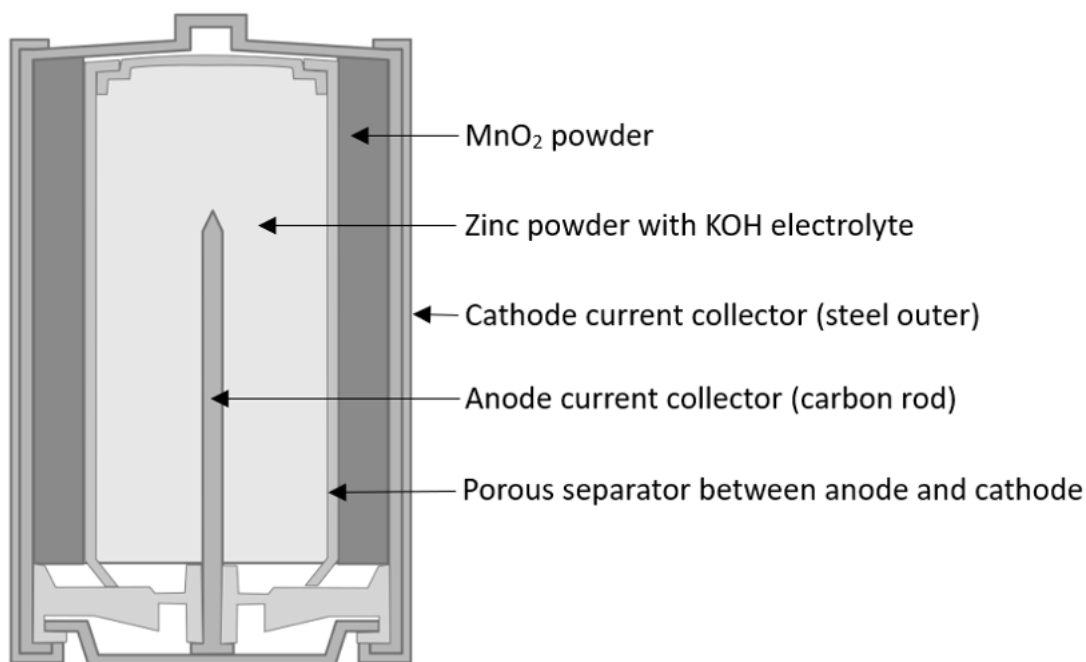 MnO₂ powder
Zinc powder with KOH electrolyte
Cathode current collector (steel outer)
Anode current collector (carbon rod)
Porous separator between anode and cathode